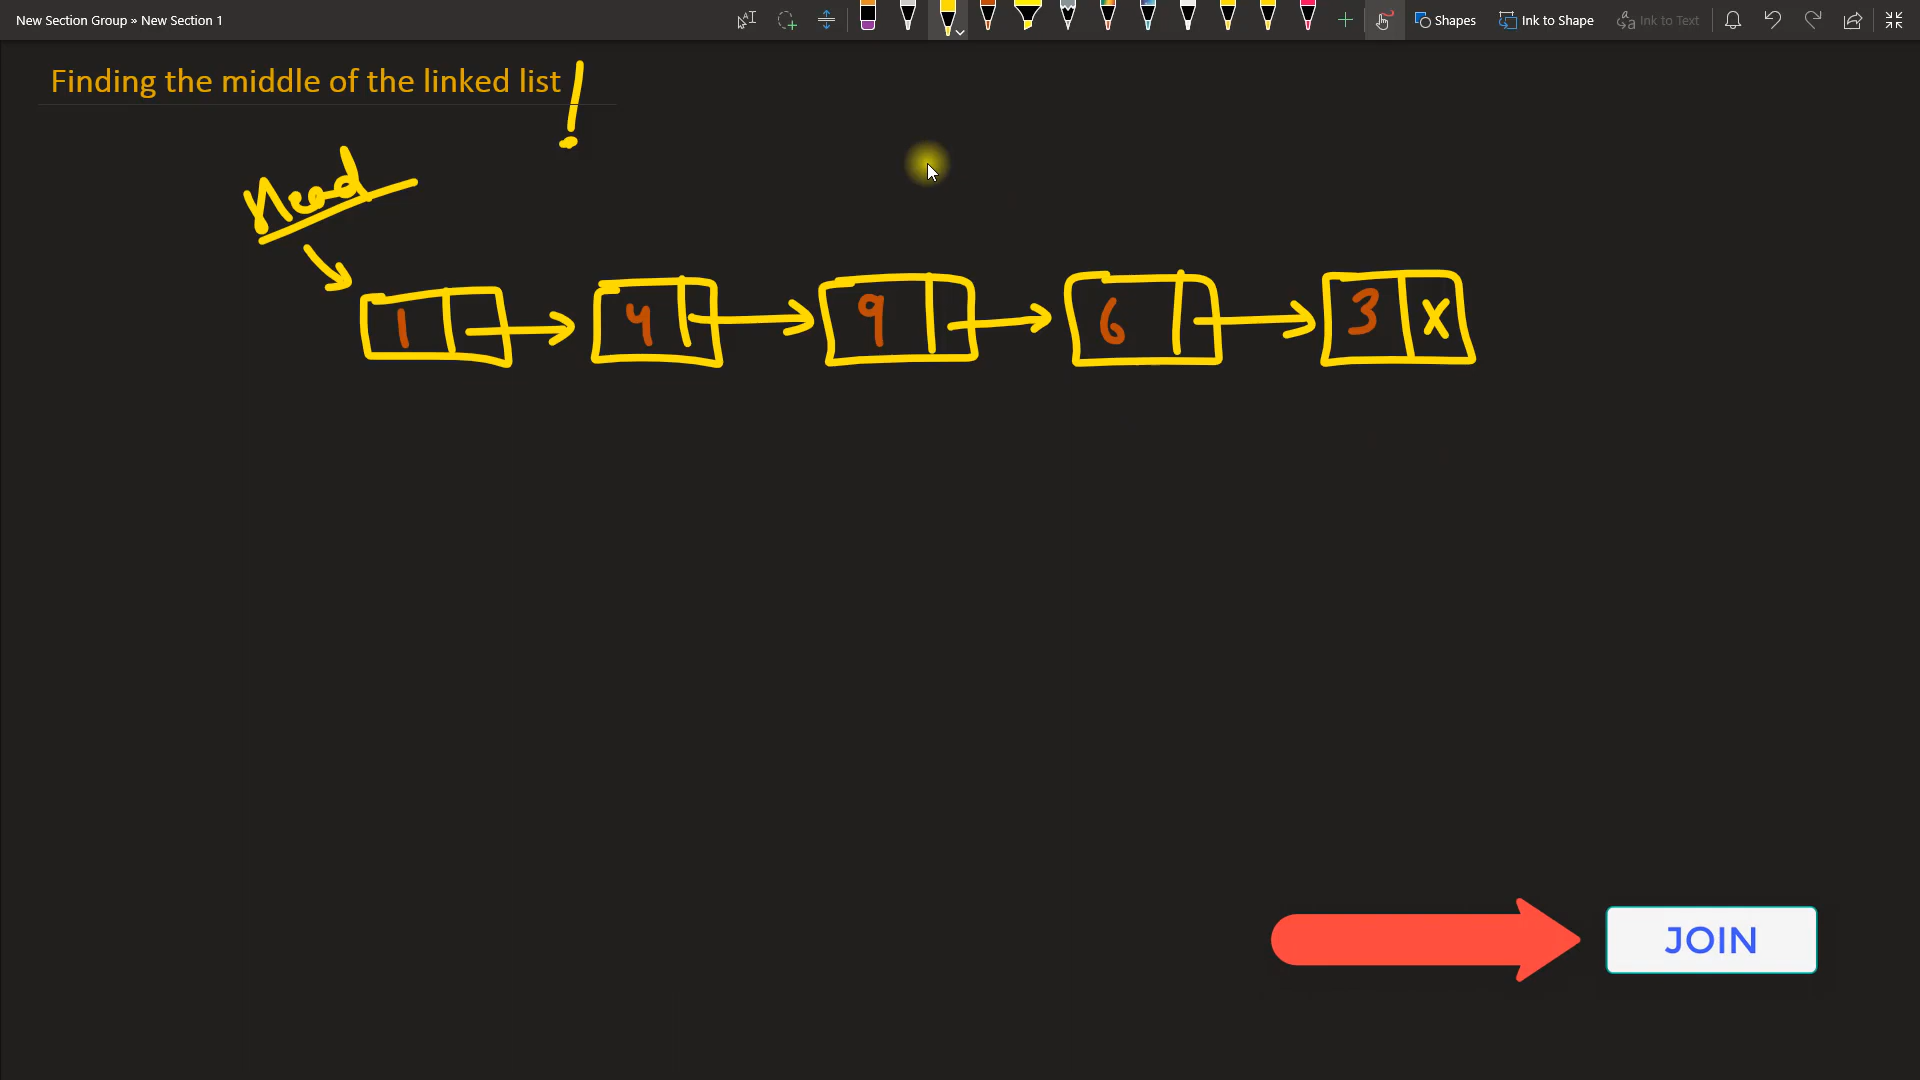 New Section Group » New Section 1
Shapes
Ink to Shape
Ink to Text
Finding the middle of the linked list !
Head
1 4 9 6 3 X
JOIN